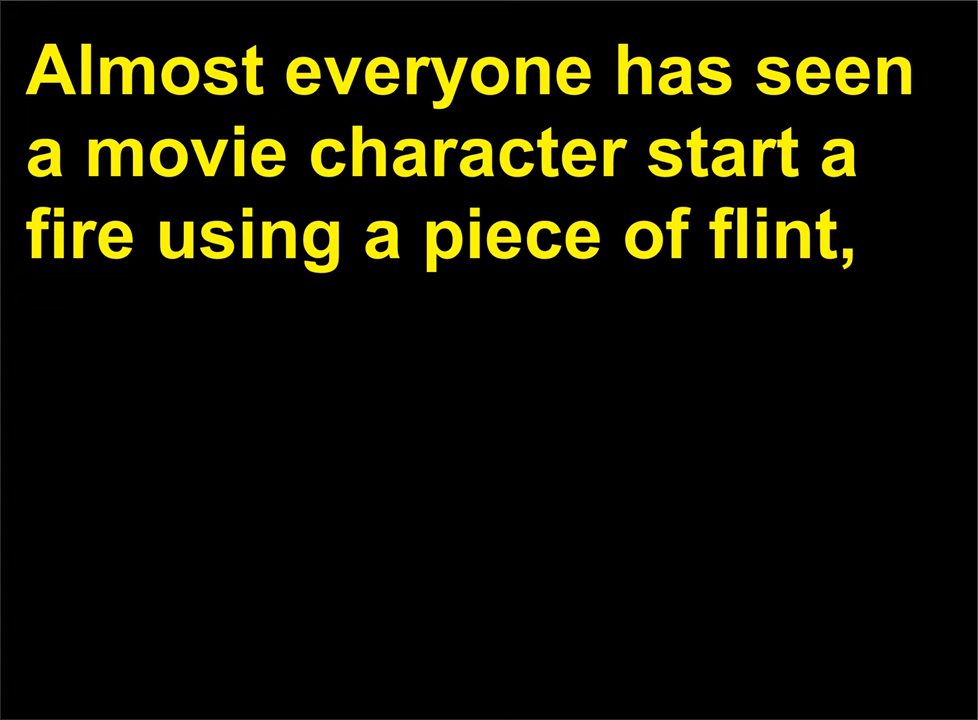 Almost everyone has seen
a movie character start a
fire using a piece of flint,